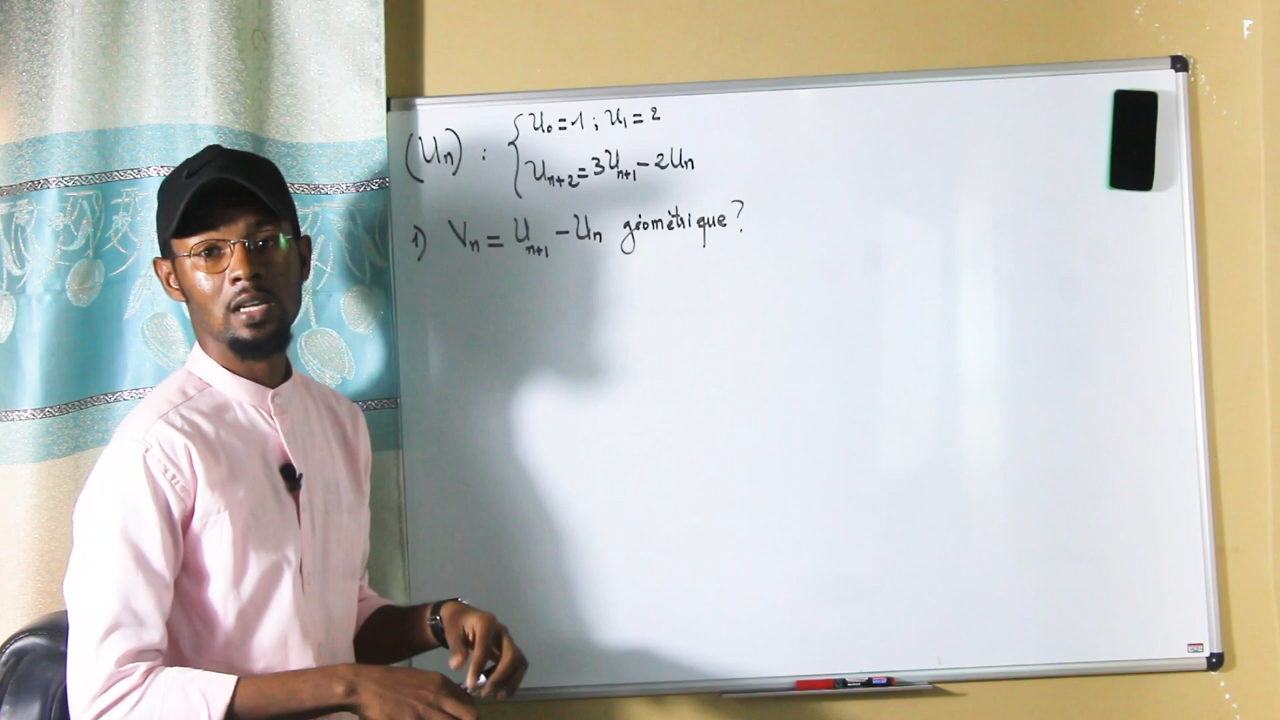 (Un) : { U0 = 1 ; U1 = 2
Un+2 = 3Un+1 - 2Un
1) Vn = Un+1 - Un géométrique ?